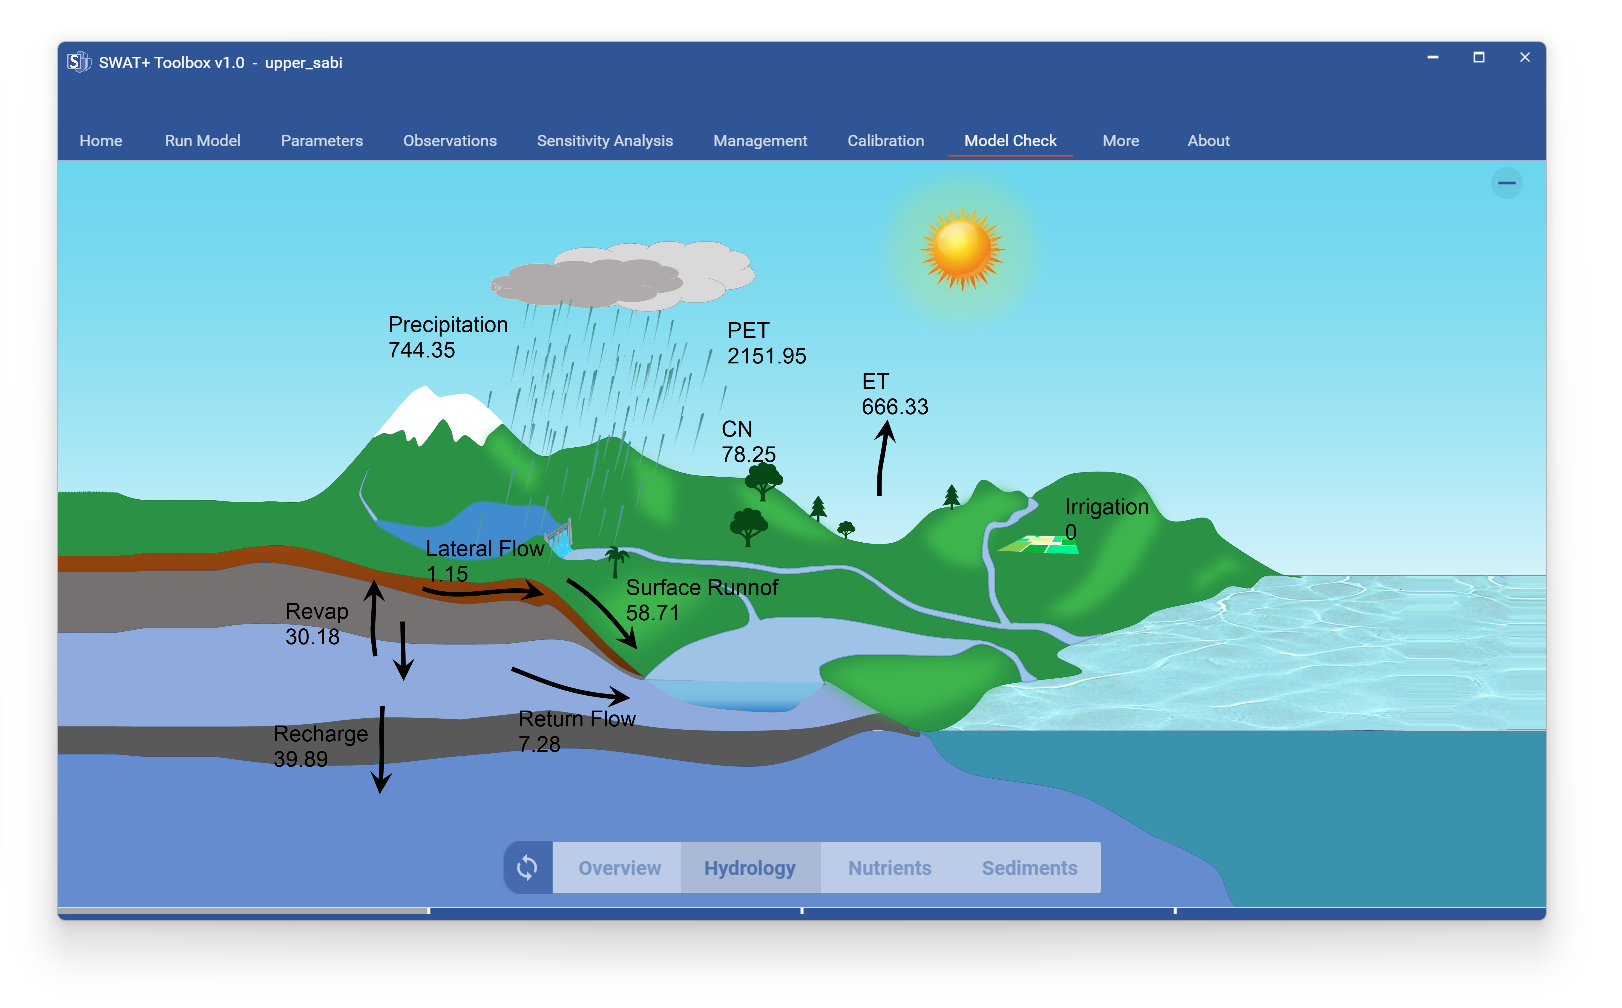 SWAT+ Toolbox v1.0 - upper_sabi
Home Run Model Parameters Observations Sensitivity Analysis Management Calibration Model Check More About
Precipitation
744.35
PET
2151.95
ET
666.33
CN
78.25
Irrigation
0
Lateral Flow
1.15
Surface Runnof
58.71
Revap
30.18
Return Flow
7.28
Recharge
39.89
Overview Hydrology Nutrients Sediments